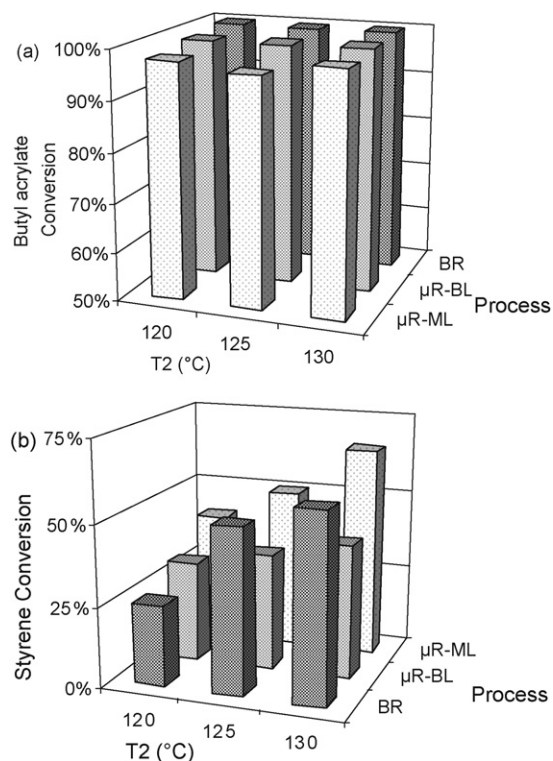 (a)
100%
90%
80%
70%
60%
50%
Butyl acrylate
Conversion
120
125
130
T2 (°C)
BR
µR-BL
µR-ML
Process
(b)
75%
50%
25%
0%
Styrene Conversion
120
125
130
T2 (°C)
µR-ML
µR-BL
BR
Process